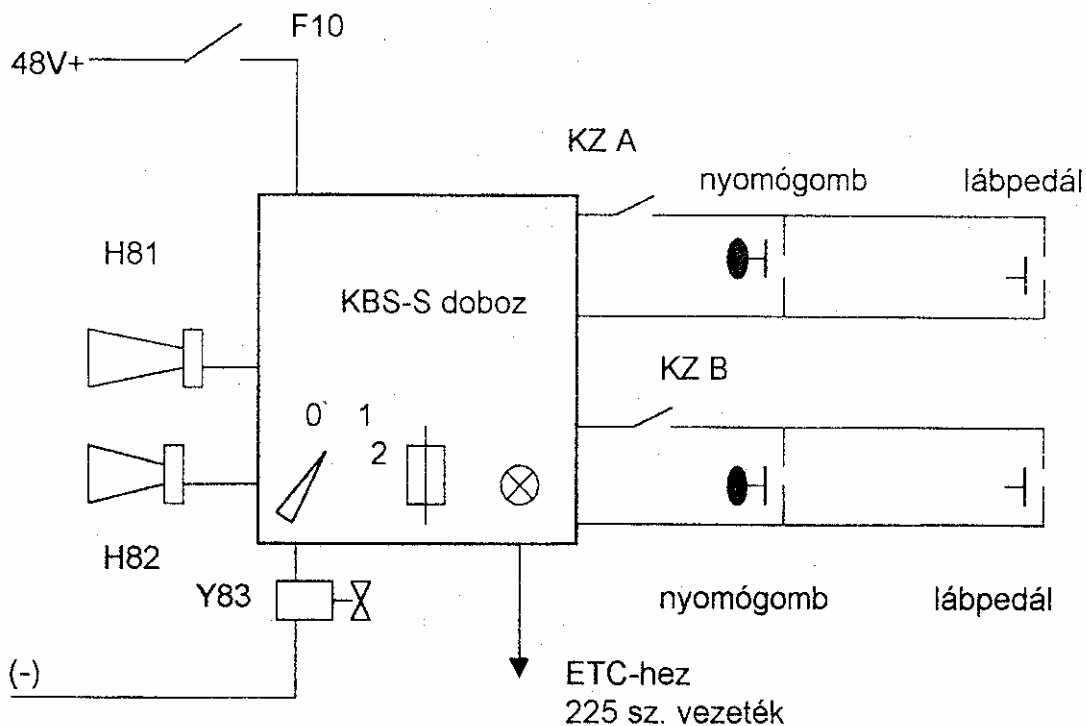 F10
48V+
KZ A
nyomógomb
lábpedál
H81
KBS-S doboz
KZ B
0 1
2
H82
Y83
nyomógomb
lábpedál
(-)
ETC-hez
225 sz. vezeték